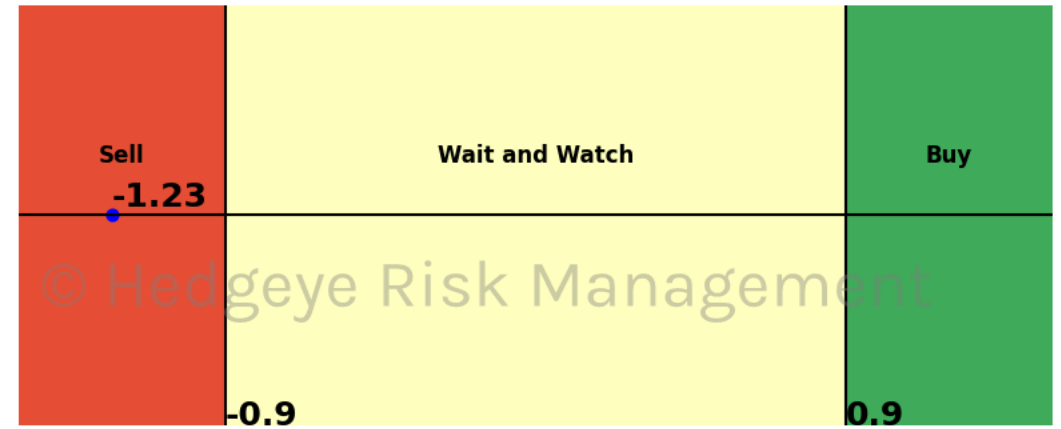 Sell
Wait and Watch
Buy
-1.23
© Hedgeye Risk Management
-0.9
0.9